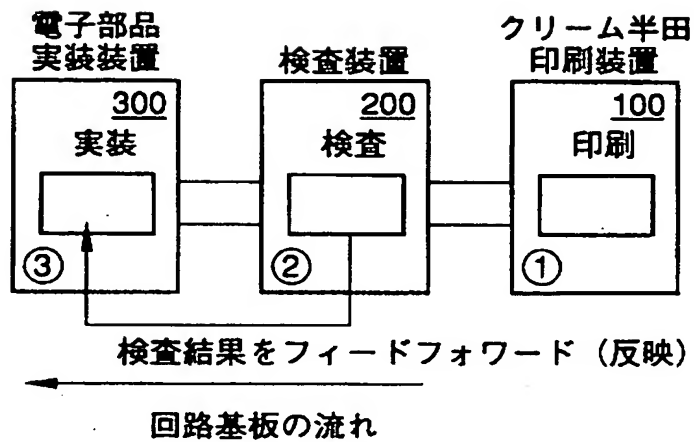 電子部品
実装装置
検査装置
クリーム半田
印刷装置
300
実装
200
検査
100
印刷
③
②
①
検査結果をフィードフォワード（反映）
回路基板の流れ